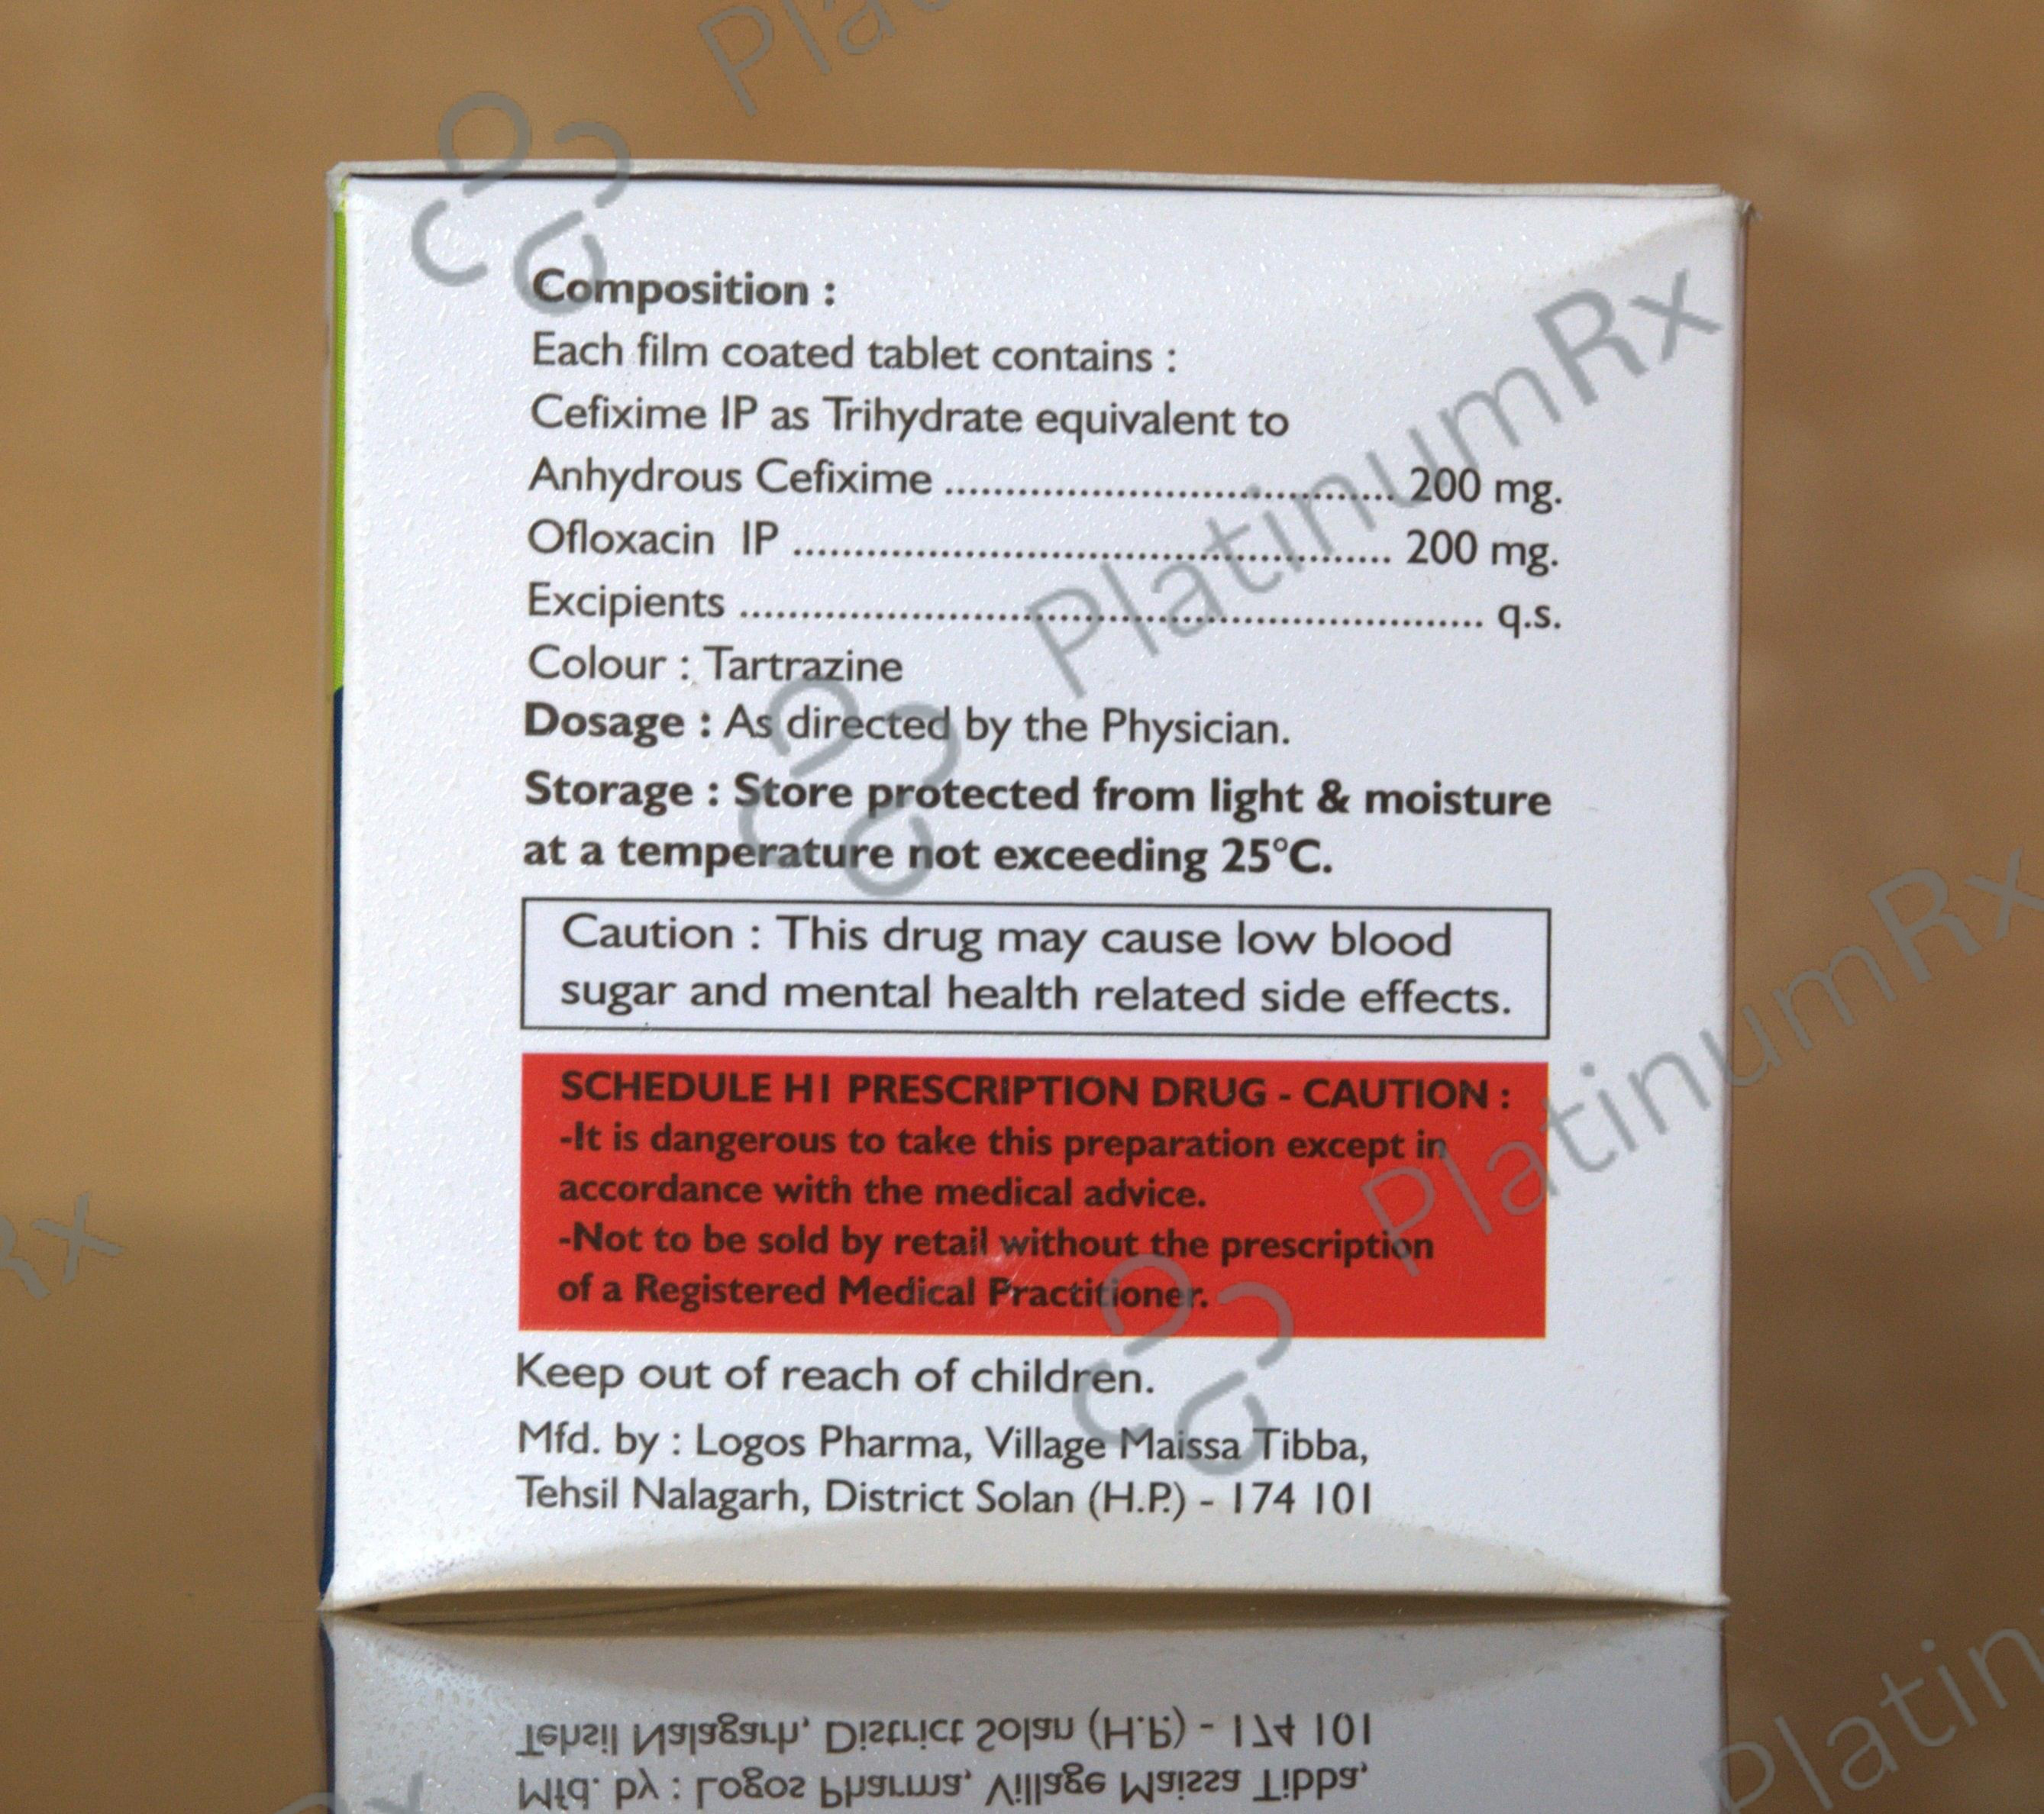 Composition :
Each film coated tablet contains :
Cefixime IP as Trihydrate equivalent to
Anhydrous Cefixime .................................... 200 mg.
Ofloxacin IP ................................................ 200 mg.
Excipients ............................................................ q.s.
Colour : Tartrazine
Dosage : As directed by the Physician.
Storage : Store protected from light & moisture
at a temperature not exceeding 25°C.
Caution : This drug may cause low blood
sugar and mental health related side effects.
SCHEDULE H1 PRESCRIPTION DRUG - CAUTION :
-It is dangerous to take this preparation except in
accordance with the medical advice.
-Not to be sold by retail without the prescription
of a Registered Medical Practitioner.
Keep out of reach of children.
Mfd. by : Logos Pharma, Village Maissa Tibba,
Tehsil Nalagarh, District Solan (H.P.) - 174 101
PlatinumRx
PlatinumRx